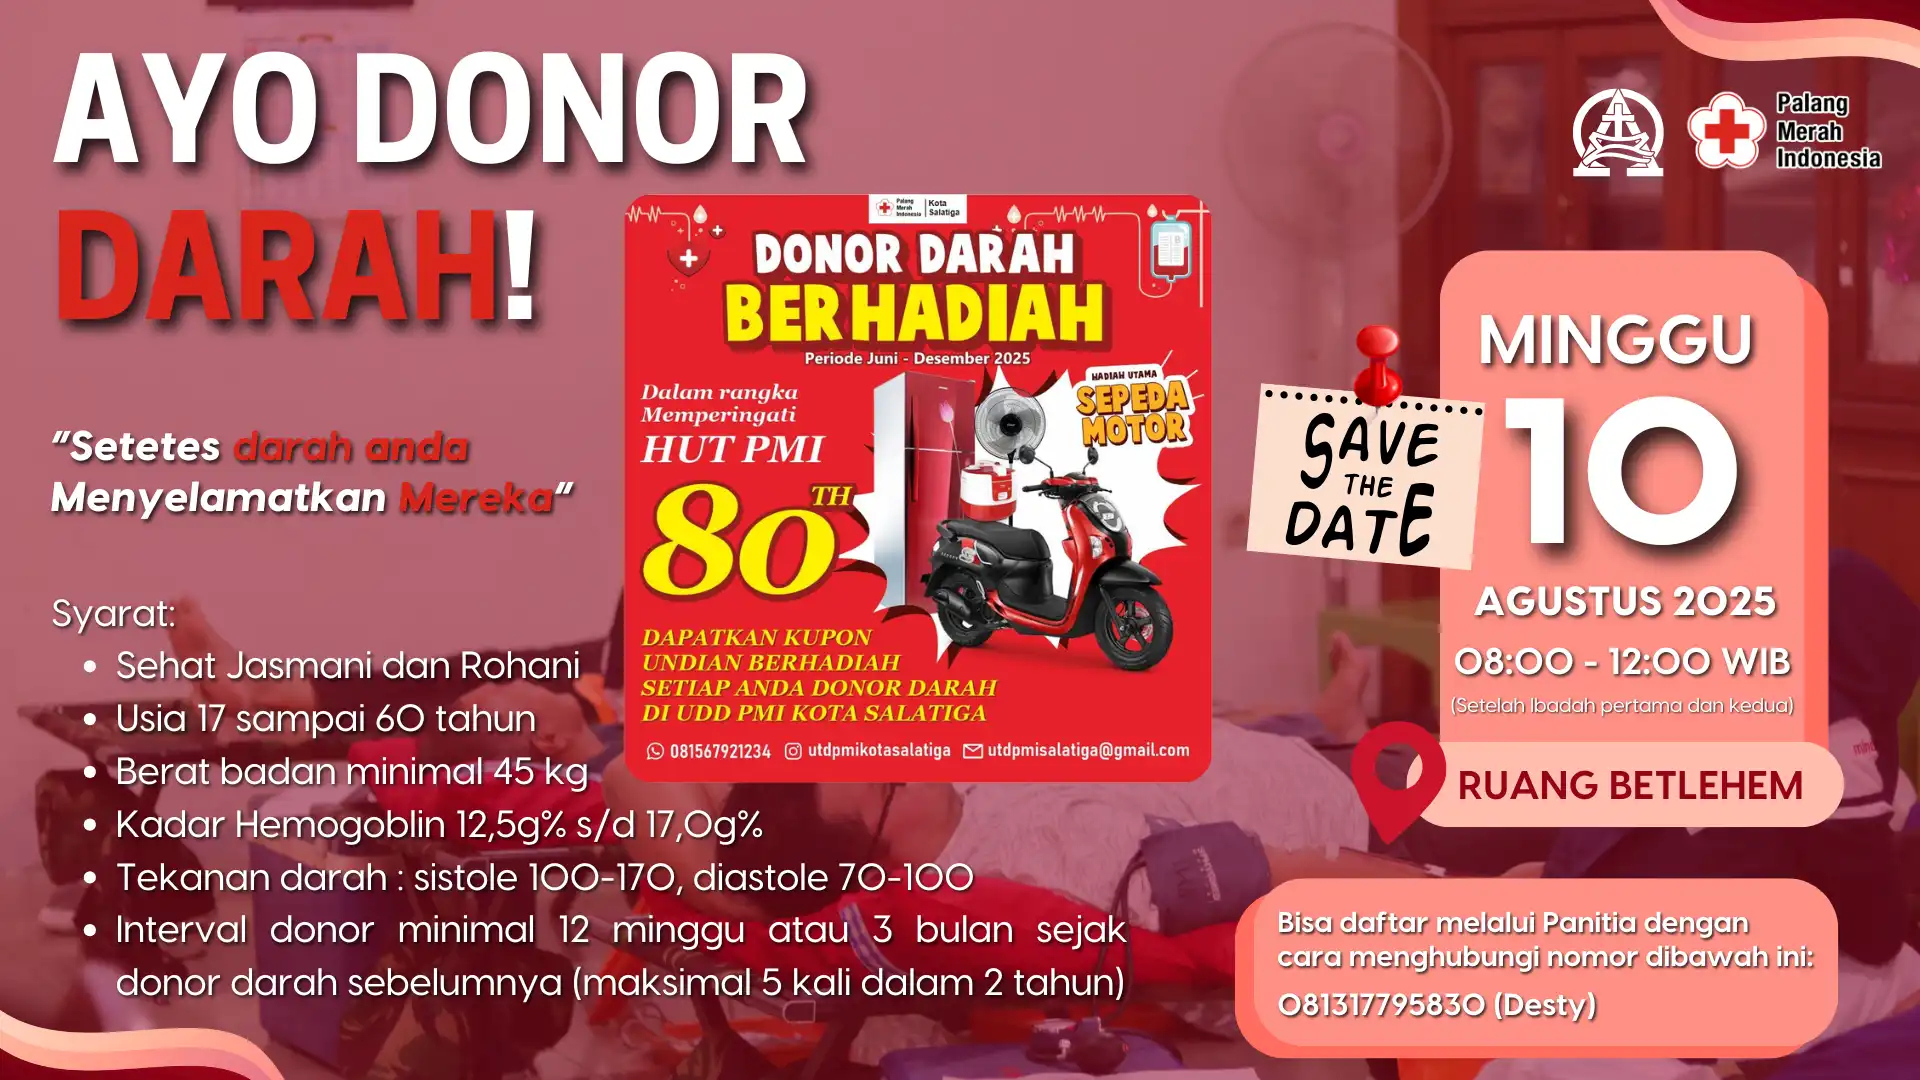 AYO DONOR
DARAH!
"Setetes darah anda
Menyelamatkan Mereka"
Syarat:
• Sehat Jasmani dan Rohani
• Usia 17 sampai 60 tahun
• Berat badan minimal 45 kg
• Kadar Hemogoblin 12,5g% s/d 17,0g%
• Tekanan darah : sistole 100-170, diastole 70-100
• Interval donor minimal 12 minggu atau 3 bulan sejak
donor darah sebelumnya (maksimal 5 kali dalam 2 tahun)
Palang
Merah
Indonesia
Kota
Salatiga
DONOR DARAH
BERHADIAH
Periode Juni - Desember 2025
Dalam rangka
Memperingati
HUT PMI
80TH
HADIAH UTAMA
SEPEDA
MOTOR
DAPATKAN KUPON
UNDIAN BERHADIAH
SETIAP ANDA DONOR DARAH
DI UDD PMI KOTA SALATIGA
081567921234 utdpmikotasalatiga utdpmisalatiga@gmail.com
Palang
Merah
Indonesia
SAVE
THE
DATE
MINGGU
10
AGUSTUS 2025
08:00 - 12:00 WIB
(Setelah Ibadah pertama dan kedua)
RUANG BETLEHEM
Bisa daftar melalui Panitia dengan
cara menghubungi nomor dibawah ini:
081317795830 (Desty)